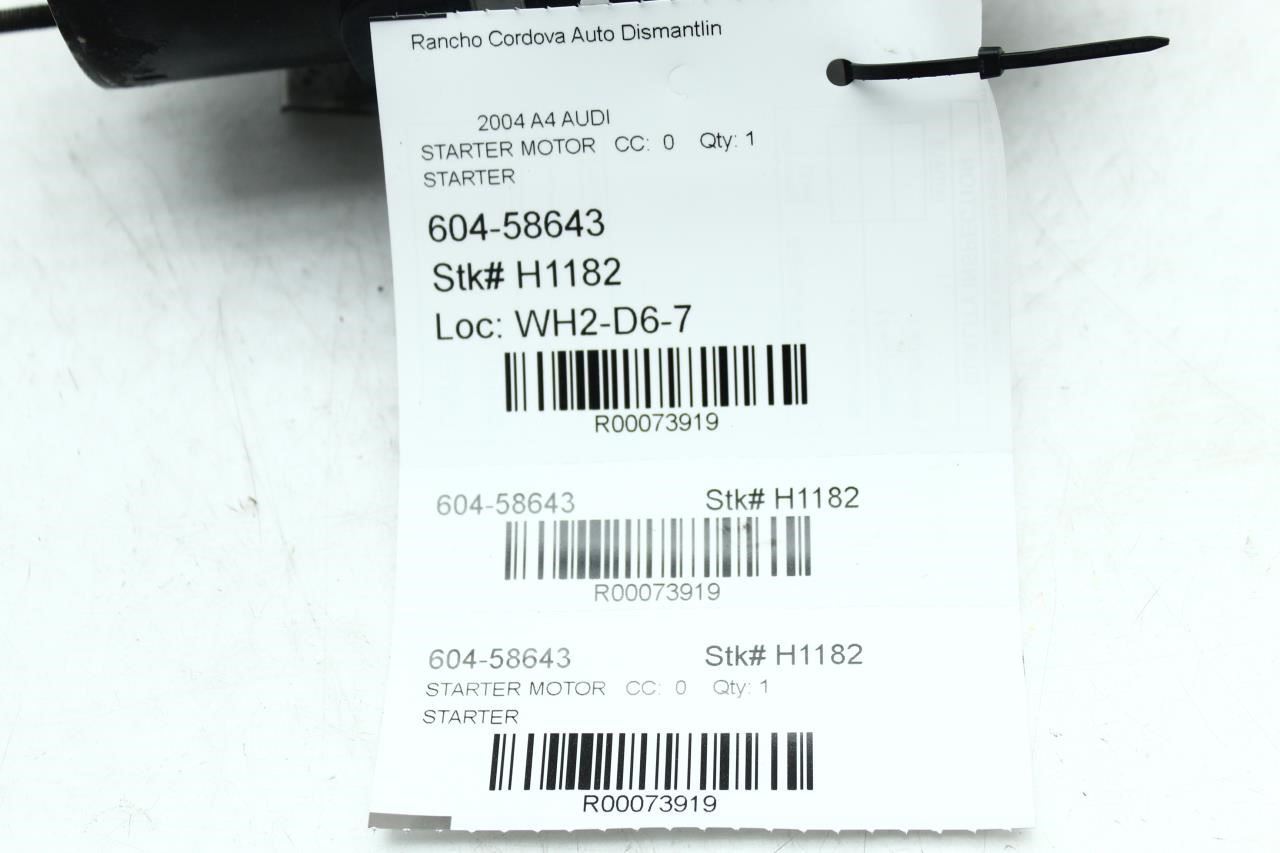 Rancho Cordova Auto Dismantlin
2004 A4 AUDI
STARTER MOTOR CC: 0 Qty: 1
STARTER
604-58643
Stk# H1182
Loc: WH2-D6-7
R00073919
604-58643 Stk# H1182
R00073919
604-58643 Stk# H1182
STARTER MOTOR CC: 0 Qty: 1
STARTER
R00073919